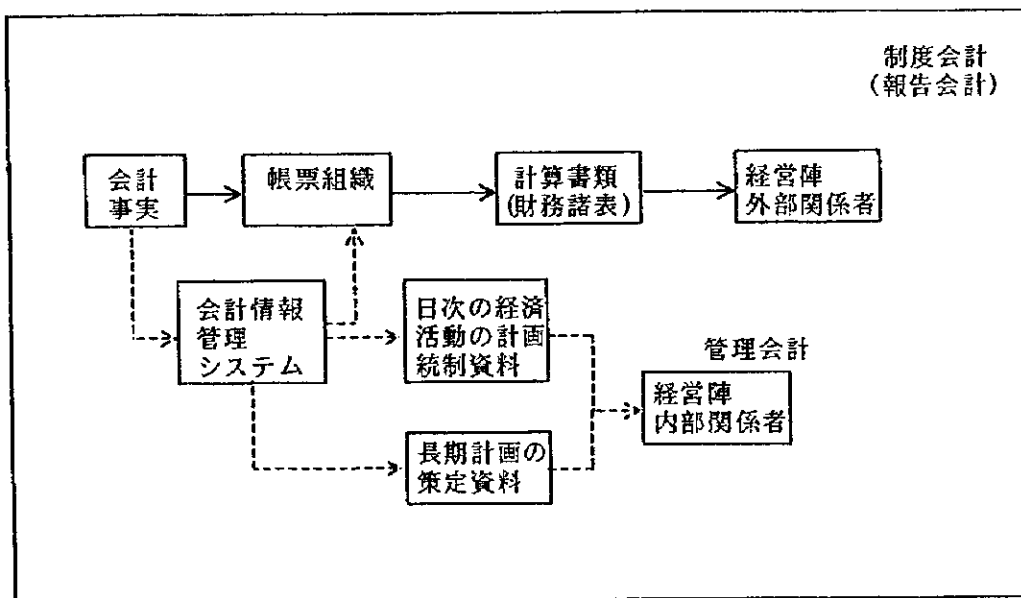 制度会計
(報告会計)
会計
事実
帳票組織
計算書類
(財務諸表)
経営陣
外部関係者
会計情報
管理
システム
日次の経済
活動の計画
統制資料
管理会計
経営陣
内部関係者
長期計画の
策定資料